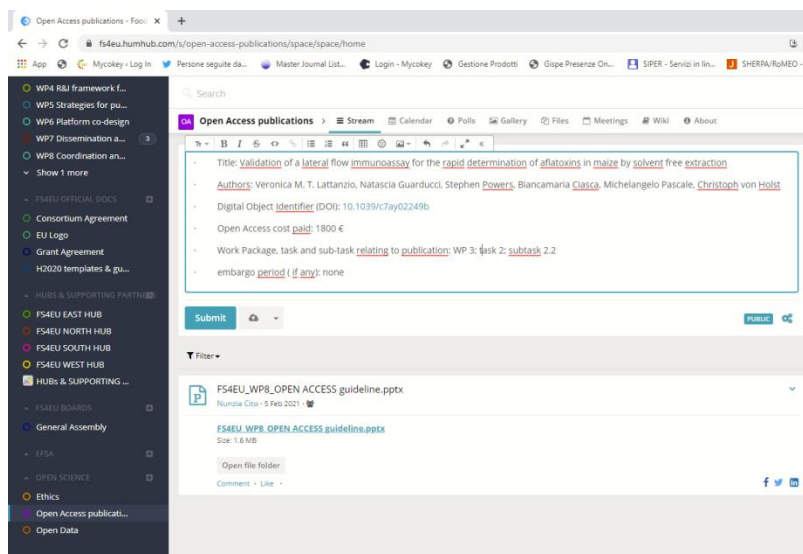 Open Access publications - Food
fs4eu.humhub.com/s/open-access-publications/space/space/home
App
Mycokey ‹ Log In
Persone seguite da...
Master Journal List...
Login - Mycokey
Gestione Prodotti
Gispe Presenze On...
SIPER - Servizi in lin...
SHERPA/RoMEO -
WP4 R&I framework f...
WP5 Strategies for pu...
WP6 Platform co-design
WP7 Dissemination a... 3
WP8 Coordination an...
Show 1 more
FS4EU OFFICIAL DOCS
Consortium Agreement
EU Logo
Grant Agreement
H2020 templates & gu...
HUBS & SUPPORTING PARTNERS
FS4EU EAST HUB
FS4EU NORTH HUB
FS4EU SOUTH HUB
FS4EU WEST HUB
HUBs & SUPPORTING ...
FS4EU BOARDS
General Assembly
EFSA
OPEN SCIENCE
Ethics
Open Access publicati...
Open Data
Search
OA Open Access publications > Stream Calendar Polls Gallery Files Meetings Wiki About
· Title: Validation of a lateral flow immunoassay for the rapid determination of aflatoxins in maize by solvent free extraction
· Authors: Veronica M. T. Lattanzio, Natascia Guarducci, Stephen Powers, Biancamaria Ciasca, Michelangelo Pascale, Christoph von Holst
· Digital Object Identifier (DOI): 10.1039/c7ay02249b
· Open Access cost paid: 1800 €
· Work Package, task and sub-task relating to publication: WP 3; task 2; subtask 2.2
· embargo period ( if any): none
Submit
PUBLIC
Filter
FS4EU_WP8_OPEN ACCESS guideline.pptx
Nunzia Cito · 5 Feb 2021 ·
FS4EU_WP8_OPEN ACCESS guideline.pptx
Size: 1.6 MB
Open file folder
Comment · Like ·